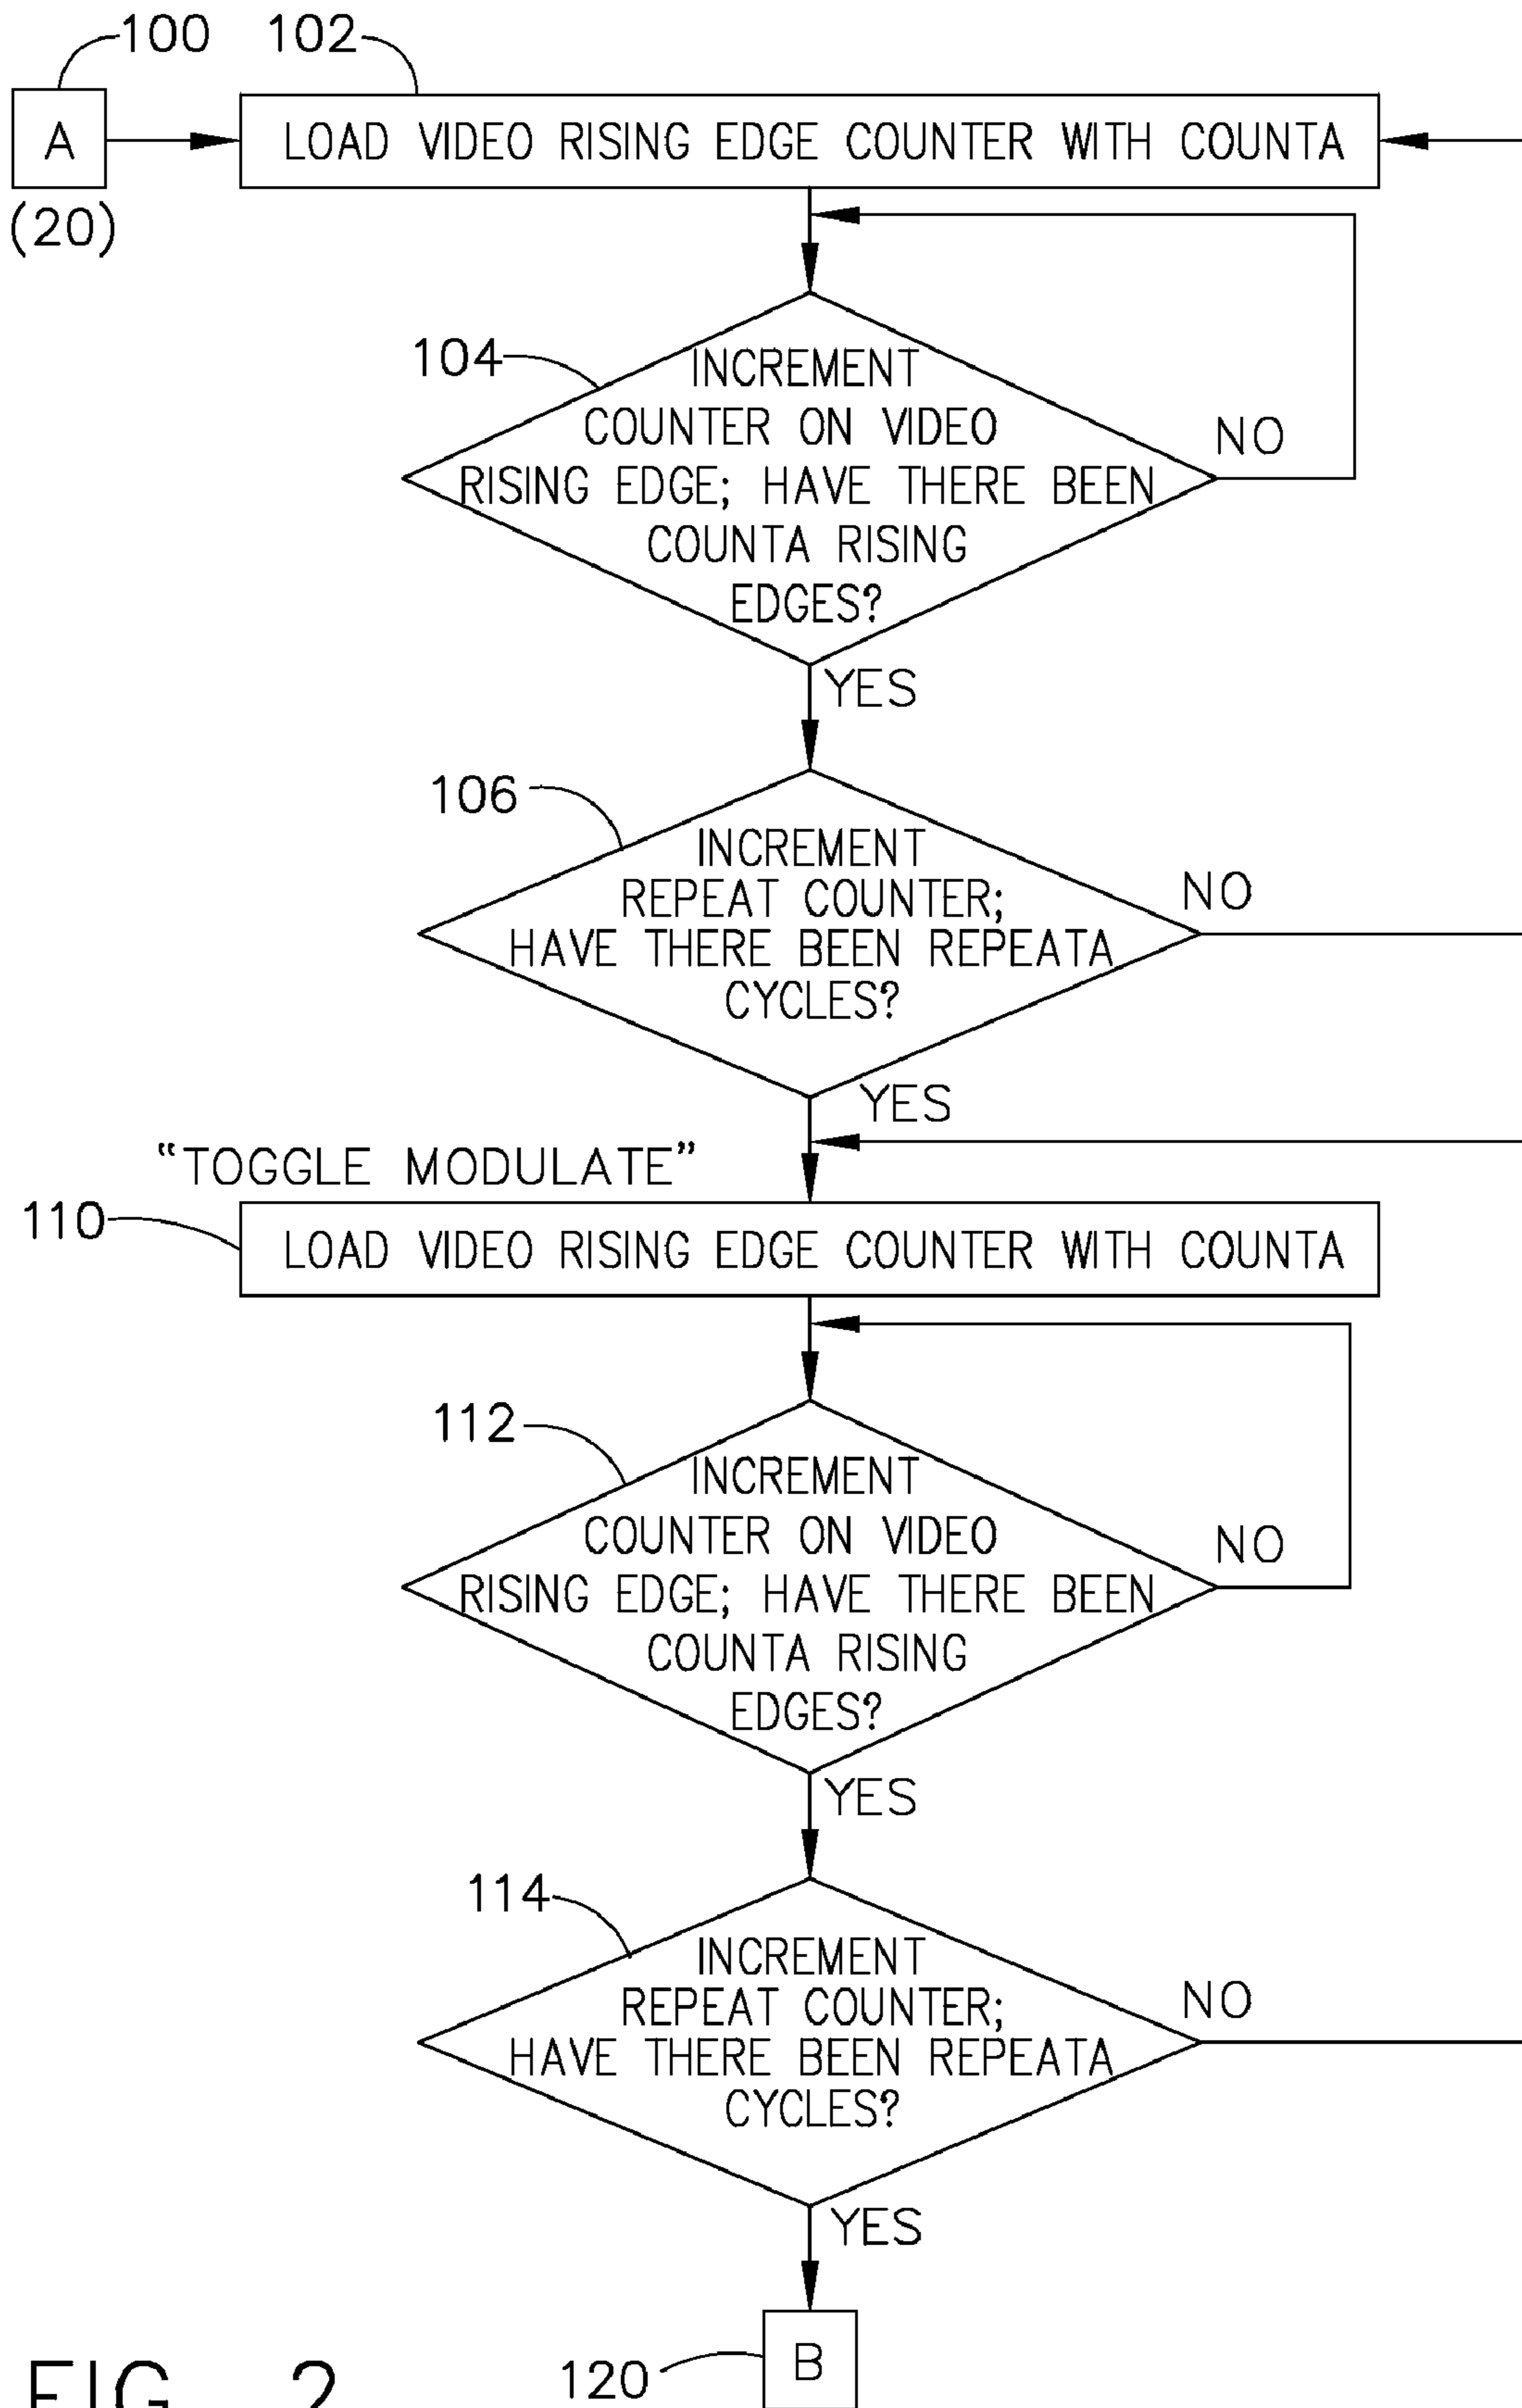 100
102
A
LOAD VIDEO RISING EDGE COUNTER WITH COUNTA
(20)
104
INCREMENT
COUNTER ON VIDEO
RISING EDGE; HAVE THERE BEEN
COUNTA RISING
EDGES?
NO
YES
106
INCREMENT
REPEAT COUNTER;
HAVE THERE BEEN REPEATA
CYCLES?
NO
YES
“TOGGLE MODULATE”
110
LOAD VIDEO RISING EDGE COUNTER WITH COUNTA
112
INCREMENT
COUNTER ON VIDEO
RISING EDGE; HAVE THERE BEEN
COUNTA RISING
EDGES?
NO
YES
114
INCREMENT
REPEAT COUNTER;
HAVE THERE BEEN REPEATA
CYCLES?
NO
YES
120
B
FIG. 2